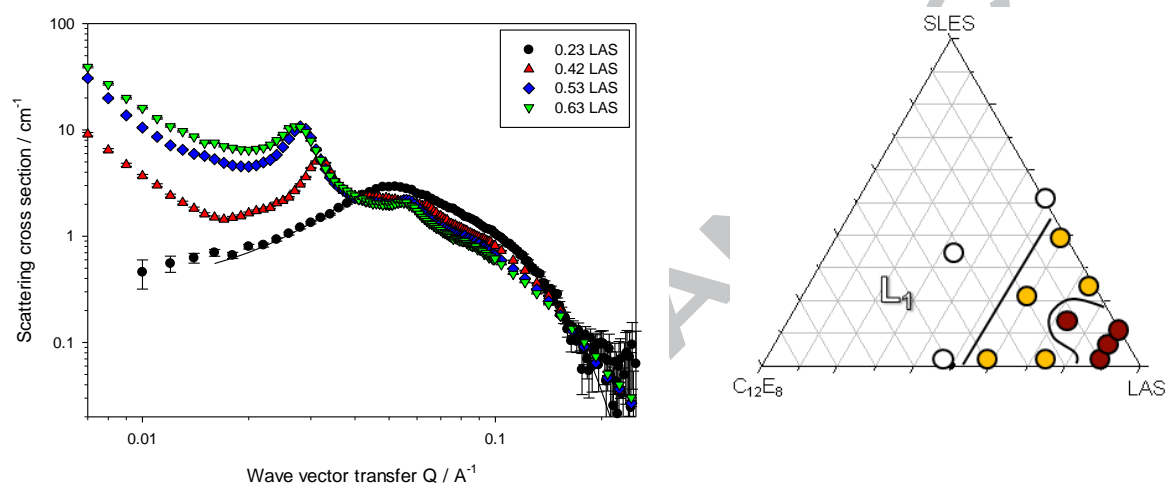 100
10
1
0.1
0.01
0.1
Scattering cross section / cm⁻¹
Wave vector transfer Q / A⁻¹
0.23 LAS
0.42 LAS
0.53 LAS
0.63 LAS
SLES
L₁
C₁₂E₈
LAS
A